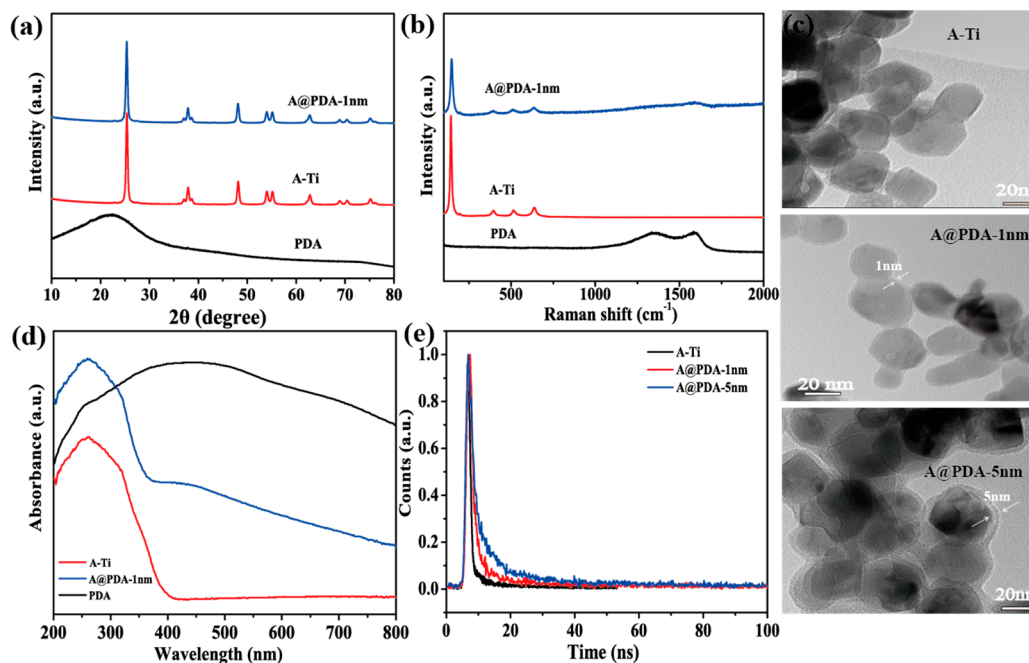 (a)
A@PDA-1nm
A-Ti
PDA
Intensity (a.u.)
10 20 30 40 50 60 70 80
2θ (degree)
(b)
A@PDA-1nm
A-Ti
PDA
Intensity (a.u.)
500 1000 1500 2000
Raman shift (cm⁻¹)
(c)
A-Ti
20nm
A@PDA-1nm
1nm
20 nm
A@PDA-5nm
5nm
20nm
(d)
A-Ti
A@PDA-1nm
PDA
Absorbance (a.u.)
200 300 400 500 600 700 800
Wavelength (nm)
(e)
A-Ti
A@PDA-1nm
A@PDA-5nm
Counts (a.u.)
1.0
0.8
0.6
0.4
0.2
0.0
0 20 40 60 80 100
Time (ns)